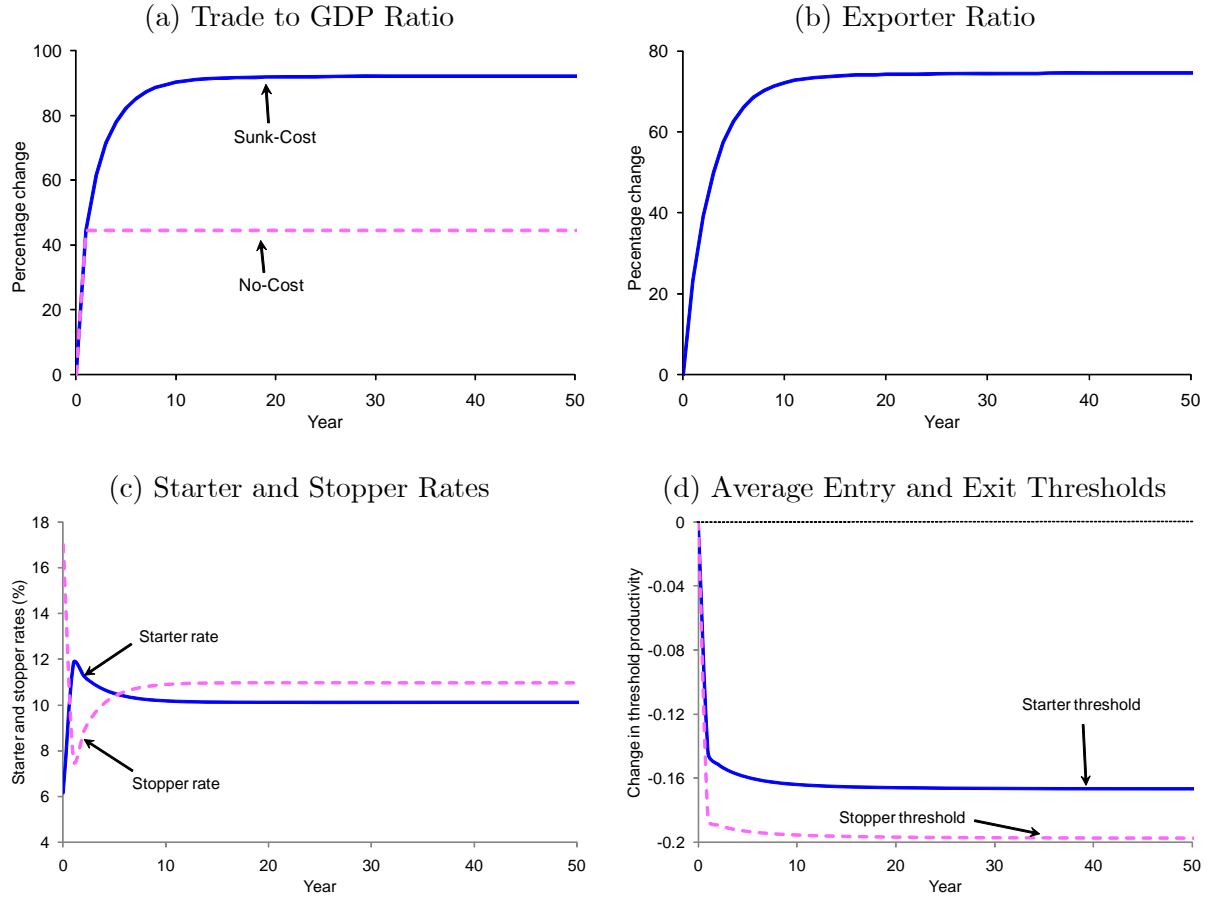 (a) Trade to GDP Ratio
100
80
60
40
20
0
0 10 20 30 40 50
Percentage change
Year
Sunk-Cost
No-Cost
(b) Exporter Ratio
80
60
40
20
0
0 10 20 30 40 50
Pecentage change
Year
(c) Starter and Stopper Rates
18
16
14
12
10
8
6
4
0 10 20 30 40 50
Starter and stopper rates (%)
Year
Starter rate
Stopper rate
(d) Average Entry and Exit Thresholds
0
-0.04
-0.08
-0.12
-0.16
-0.2
0 10 20 30 40 50
Change in threshold productivity
Year
Starter threshold
Stopper threshold